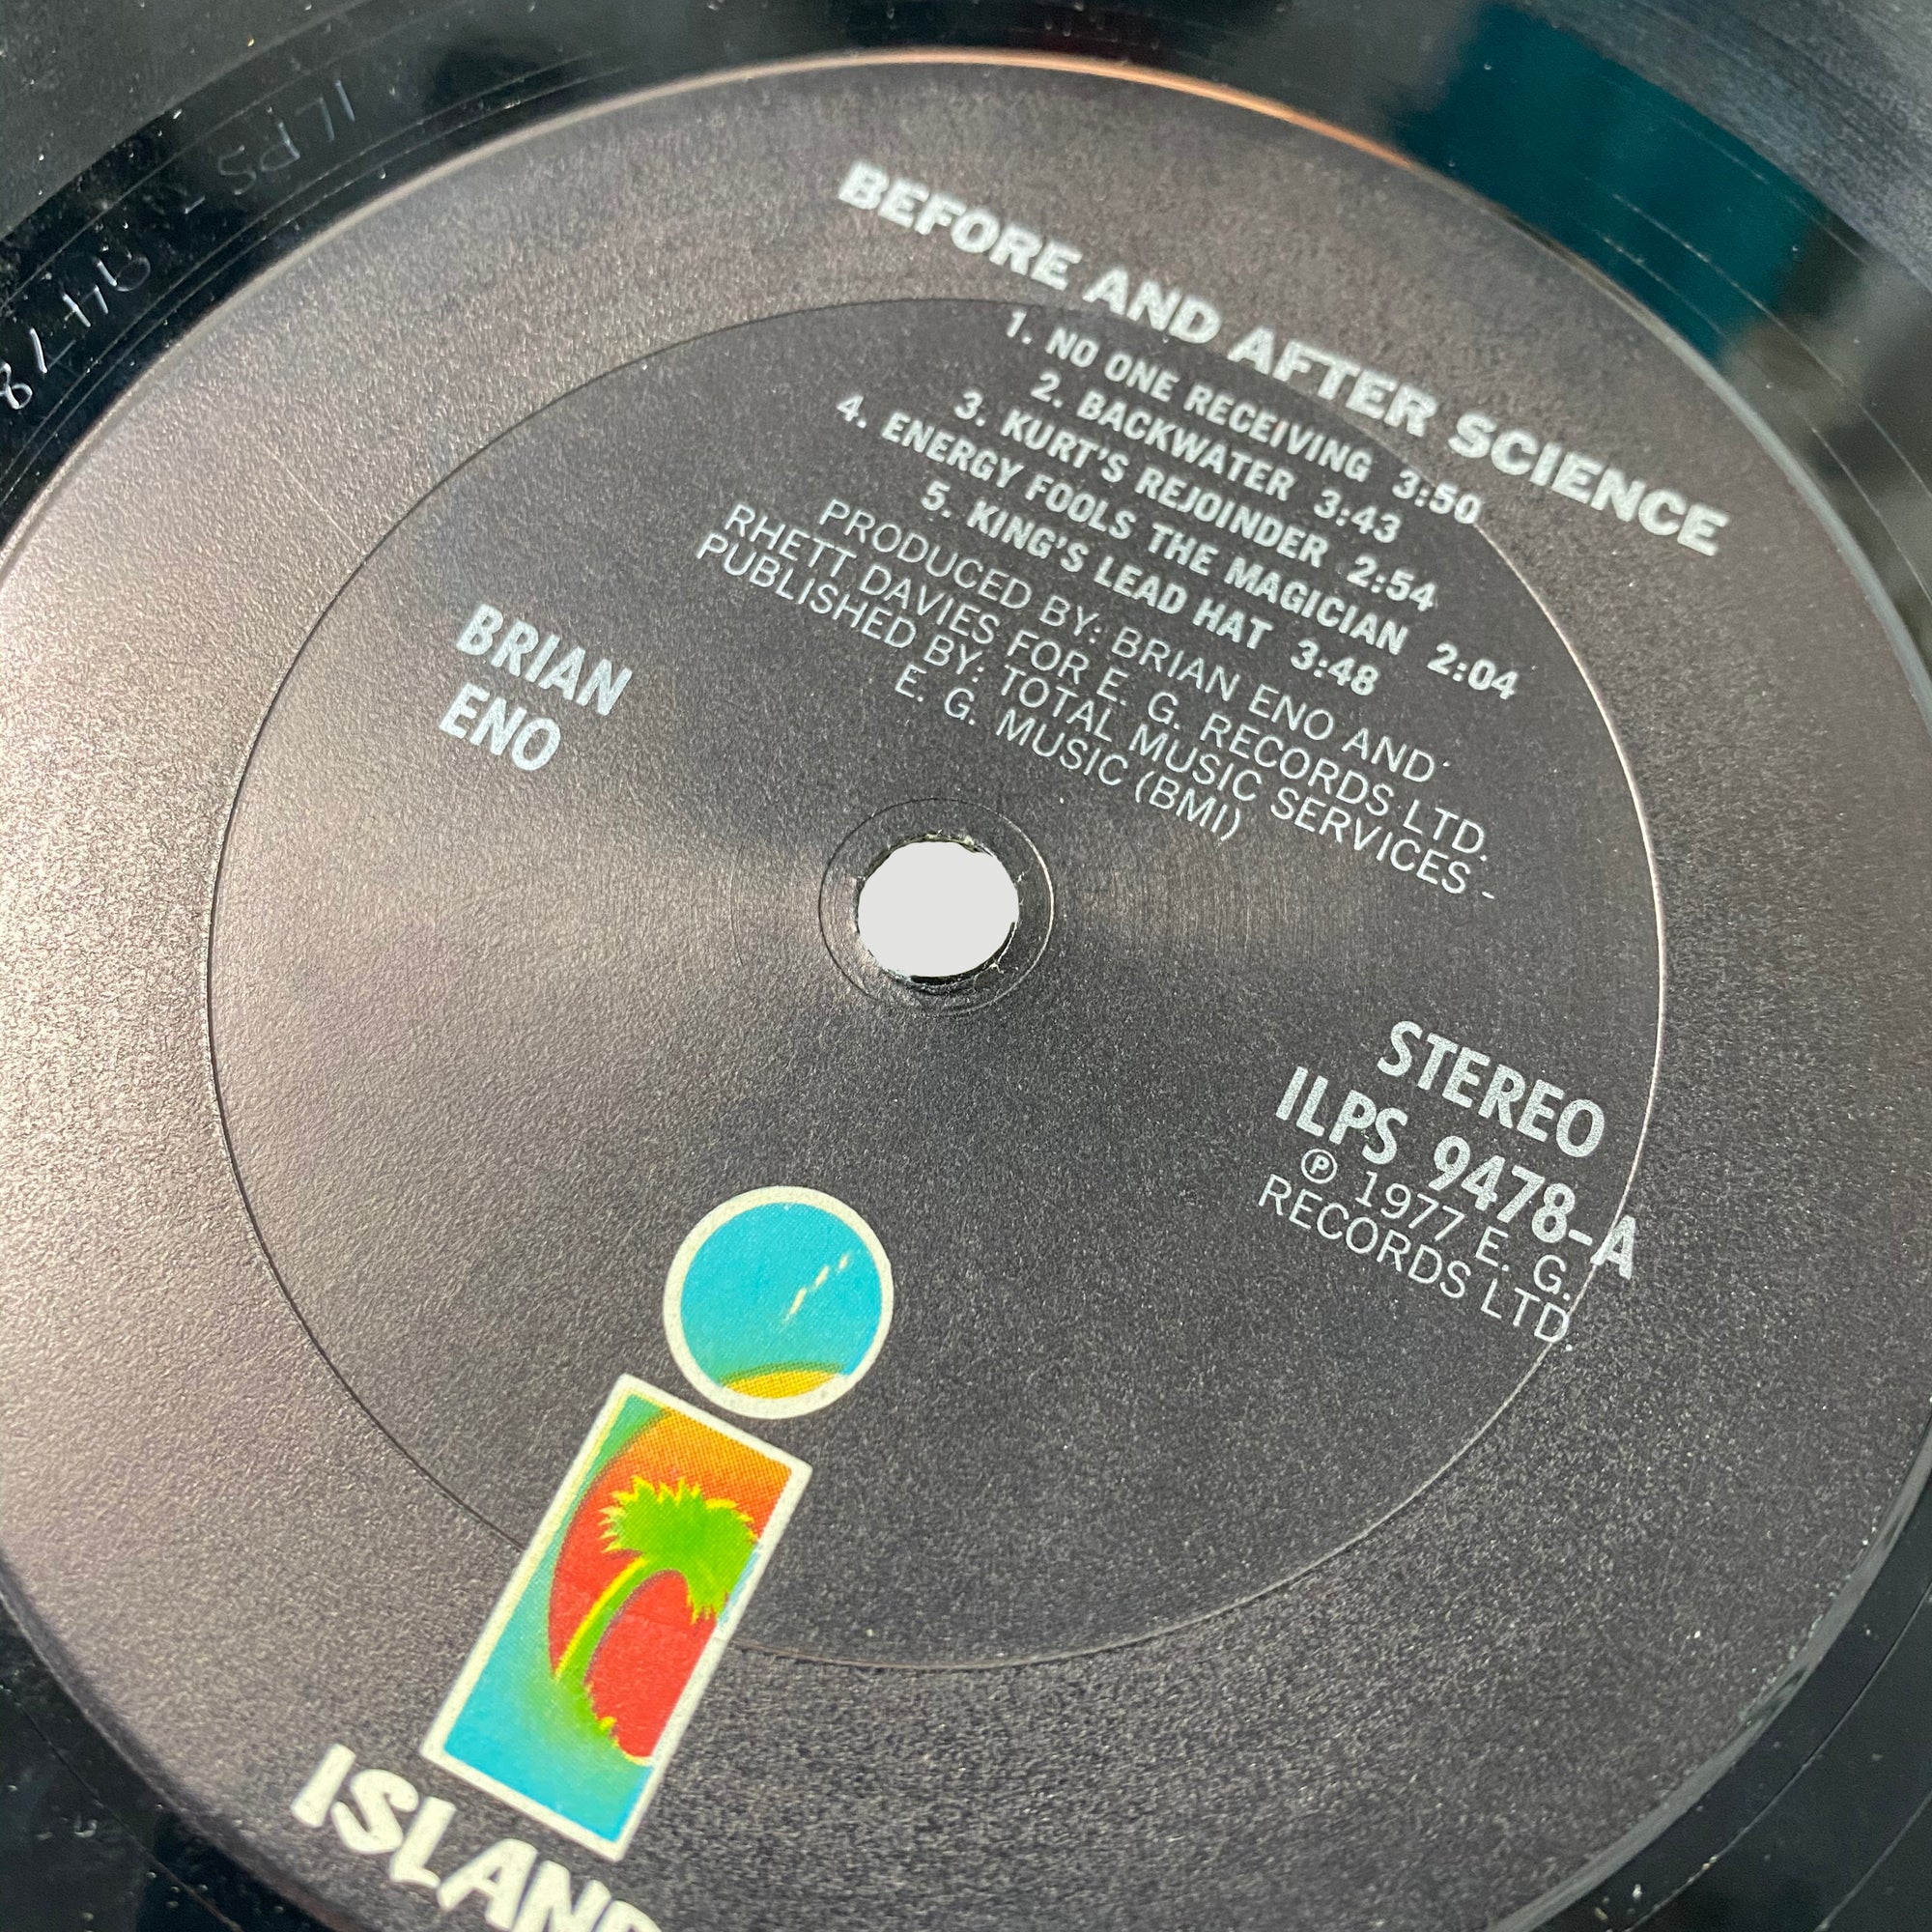 ILPS N 9478
BEFORE AND AFTER SCIENCE
1. NO ONE RECEIVING 3:50
2. BACKWATER 3:43
3. KURT'S REJOINDER 2:54
4. ENERGY FOOLS THE MAGICIAN 2:04
5. KING'S LEAD HAT 3:48
PRODUCED BY: BRIAN ENO AND
RHETT DAVIES FOR E. G. RECORDS LTD.
PUBLISHED BY: TOTAL MUSIC SERVICES -
E. G. MUSIC (BMI)
BRIAN
ENO
STEREO
ILPS 9478-A
℗ 1977 E. G.
RECORDS LTD.
ISLAND